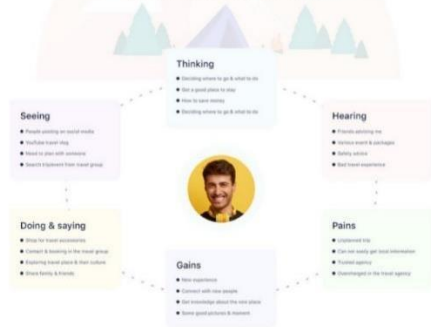 Thinking
Deciding where to go & what to do
Get a good place to stay
How to save money
Deciding where to go & what to do
Seeing
People posting on social media
YouTube travel vlog
Need to plan with someone
Search trip/event from travel group
Hearing
Friends advising me
Various event & packages
Safety advice
Bad travel experience
Doing & saying
Shop for travel accessories
Connect & booking in the travel group
Exploring travel place & their culture
Share family & friends
Pains
Unplanned trip
Can not easily get local information
Trusted agency
Overcharged in the travel agency
Gains
New experience
Connect with new people
Get knowledge about the new place
Some good pictures & moment